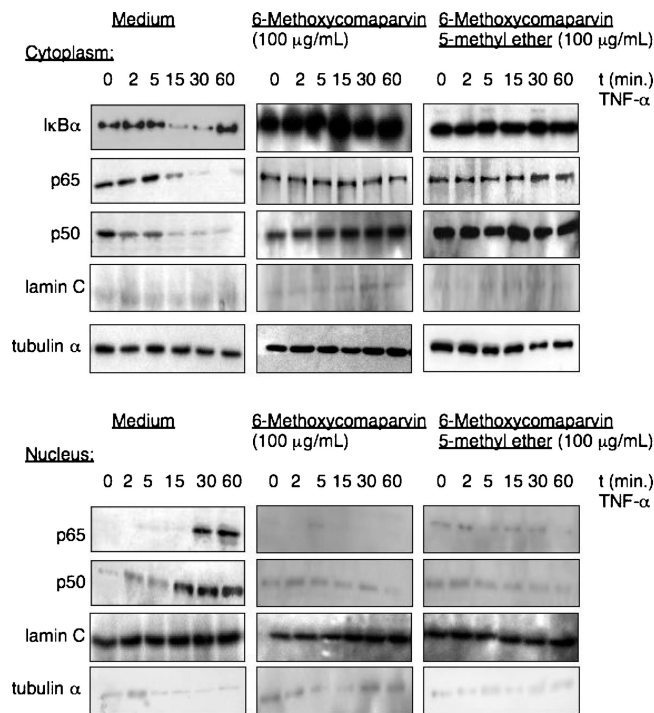 Medium 6-Methoxycomaparvin 6-Methoxycomaparvin
(100 μg/mL) 5-methyl ether (100 μg/mL)
Cytoplasm:
0 2 5 15 30 60 0 2 5 15 30 60 0 2 5 15 30 60 t (min.)
TNF-α
IκBα
p65
p50
lamin C
tubulin α
Medium 6-Methoxycomaparvin 6-Methoxycomaparvin
(100 μg/mL) 5-methyl ether (100 μg/mL)
Nucleus:
0 2 5 15 30 60 0 2 5 15 30 60 0 2 5 15 30 60 t (min.)
TNF-α
p65
p50
lamin C
tubulin α